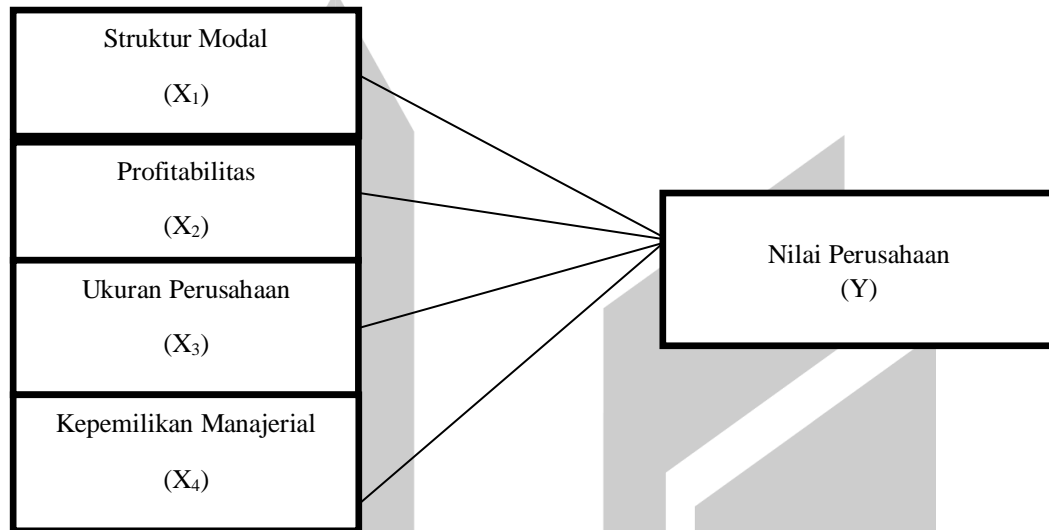 Struktur Modal
(X₁)
Profitabilitas
(X₂)
Ukuran Perusahaan
(X₃)
Kepemilikan Manajerial
(X₄)
Nilai Perusahaan
(Y)